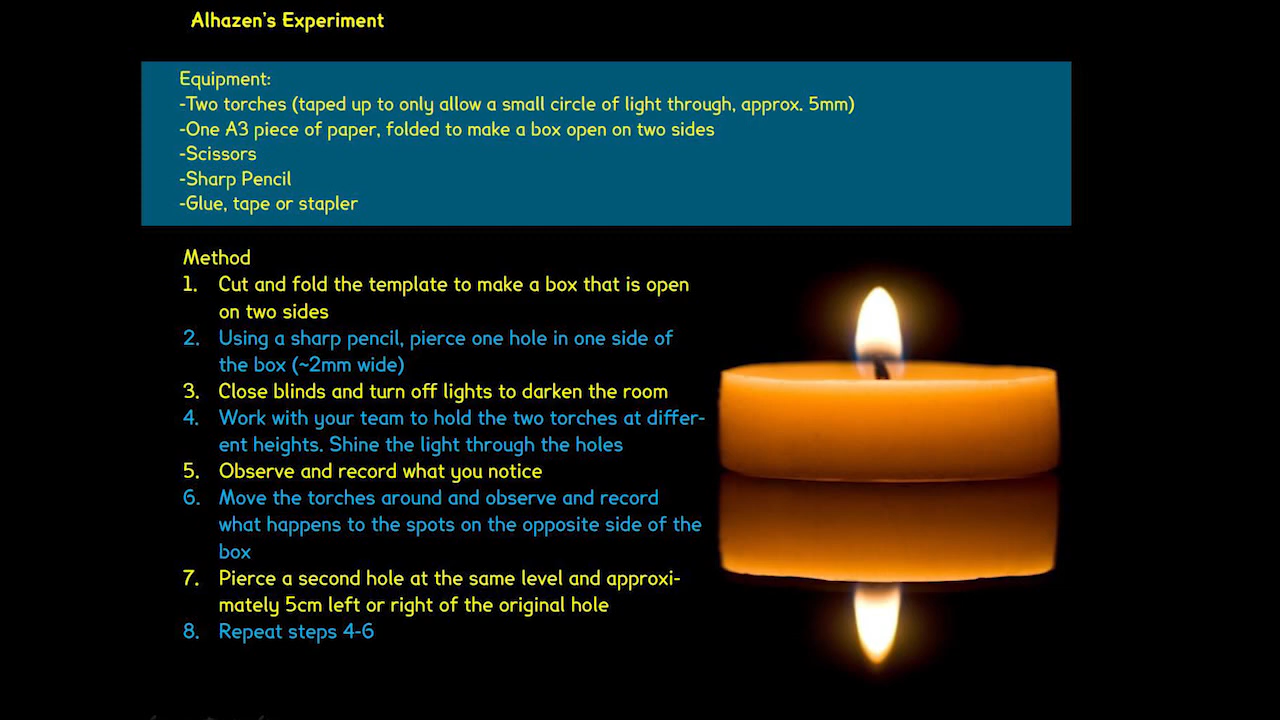 Alhazen's Experiment
Equipment:
-Two torches (taped up to only allow a small circle of light through, approx. 5mm)
-One A3 piece of paper, folded to make a box open on two sides
-Scissors
-Sharp Pencil
-Glue, tape or stapler
Method
1. Cut and fold the template to make a box that is open
on two sides
2. Using a sharp pencil, pierce one hole in one side of
the box (~2mm wide)
3. Close blinds and turn off lights to darken the room
4. Work with your team to hold the two torches at differ-
ent heights. Shine the light through the holes
5. Observe and record what you notice
6. Move the torches around and observe and record
what happens to the spots on the opposite side of the
box
7. Pierce a second hole at the same level and approxi-
mately 5cm left or right of the original hole
8. Repeat steps 4-6